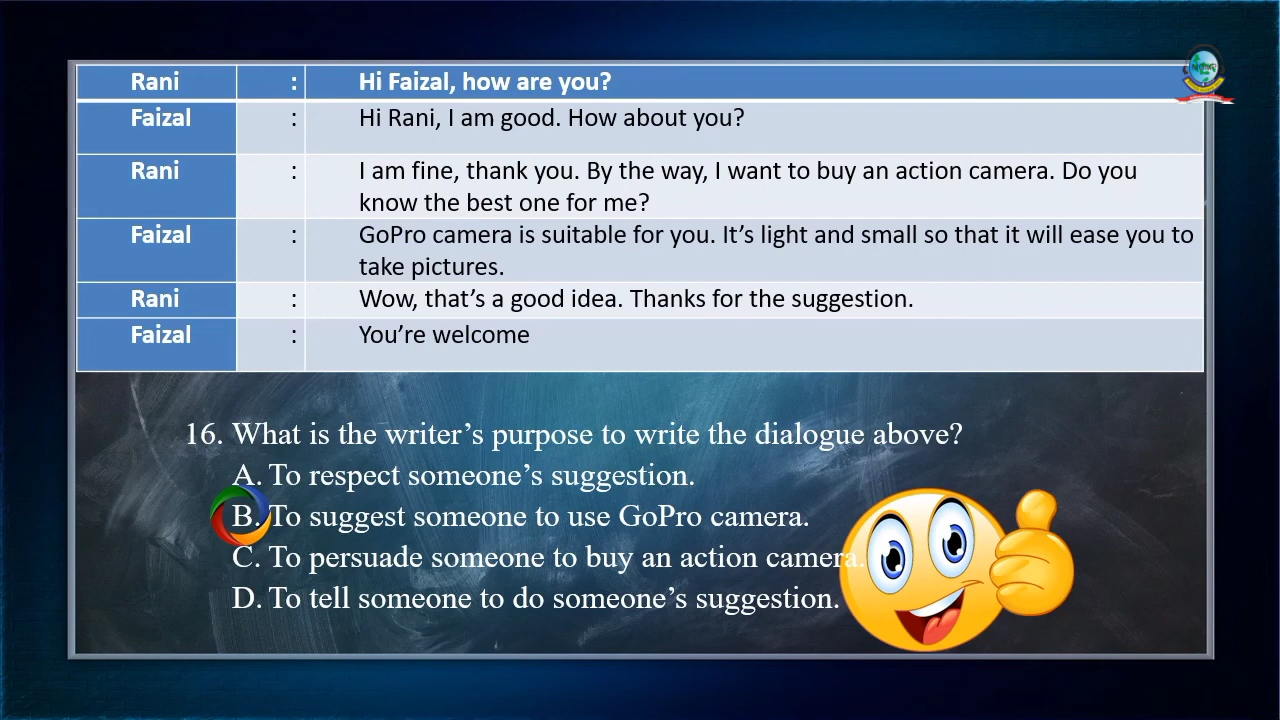 Rani : Hi Faizal, how are you?
Faizal : Hi Rani, I am good. How about you?
Rani : I am fine, thank you. By the way, I want to buy an action camera. Do you
know the best one for me?
Faizal : GoPro camera is suitable for you. It’s light and small so that it will ease you to
take pictures.
Rani : Wow, that’s a good idea. Thanks for the suggestion.
Faizal : You’re welcome
16. What is the writer’s purpose to write the dialogue above?
A. To respect someone’s suggestion.
B. To suggest someone to use GoPro camera.
C. To persuade someone to buy an action camera.
D. To tell someone to do someone’s suggestion.